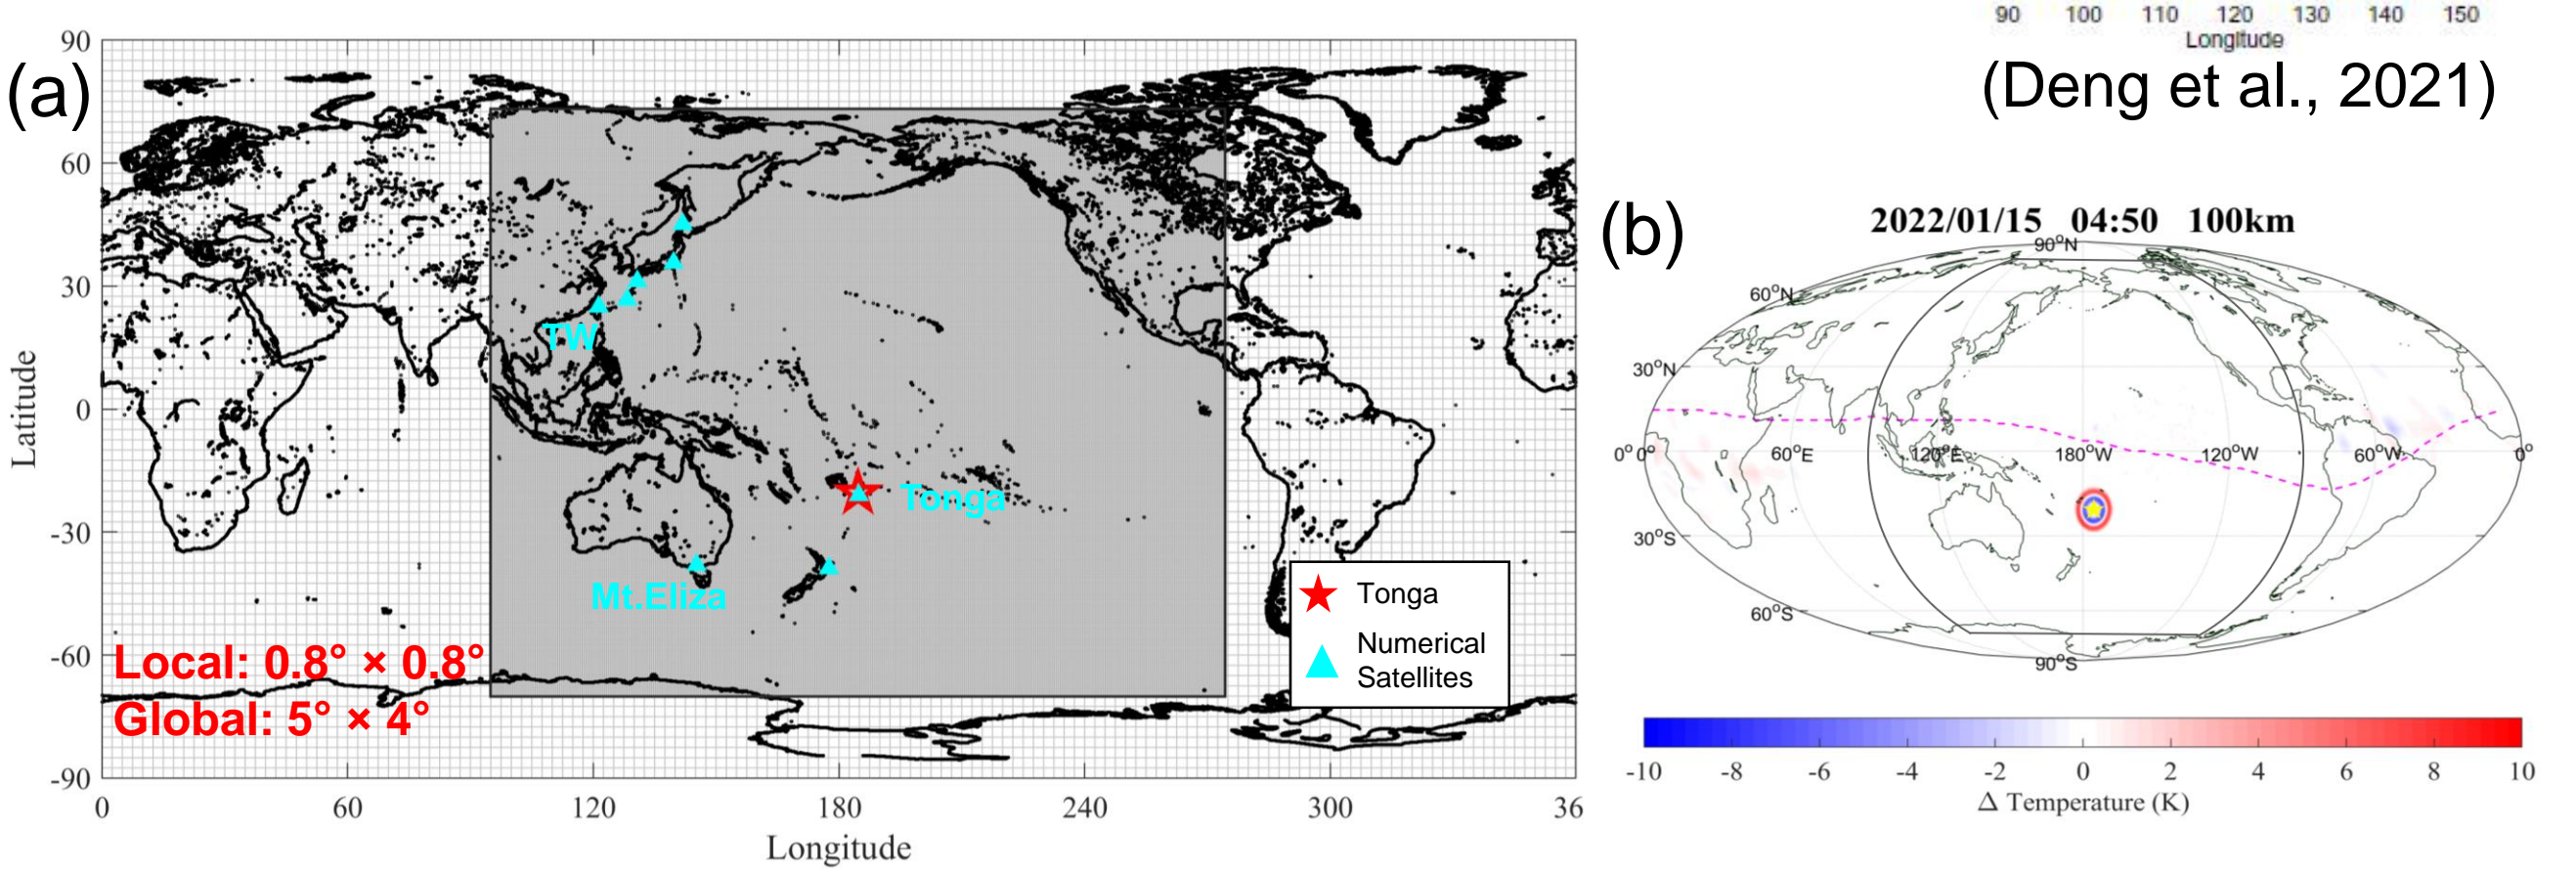 90 100 110 120 130 140 150
Longitude
(Deng et al., 2021)
(a)
90
60
30
0
-30
-60
-90
Latitude
TW
Tonga
Mt.Eliza
Local: 0.8° × 0.8°
Global: 5° × 4°
Tonga
Numerical
Satellites
0 60 120 180 240 300 36
Longitude
(b)
2022/01/15 04:50 100km
90°N
60°N
30°N
0° 0° 60°E 120°E 180°W 120°W 60°W 0°
30°S
60°S
90°S
-10 -8 -6 -4 -2 0 2 4 6 8 10
Δ Temperature (K)